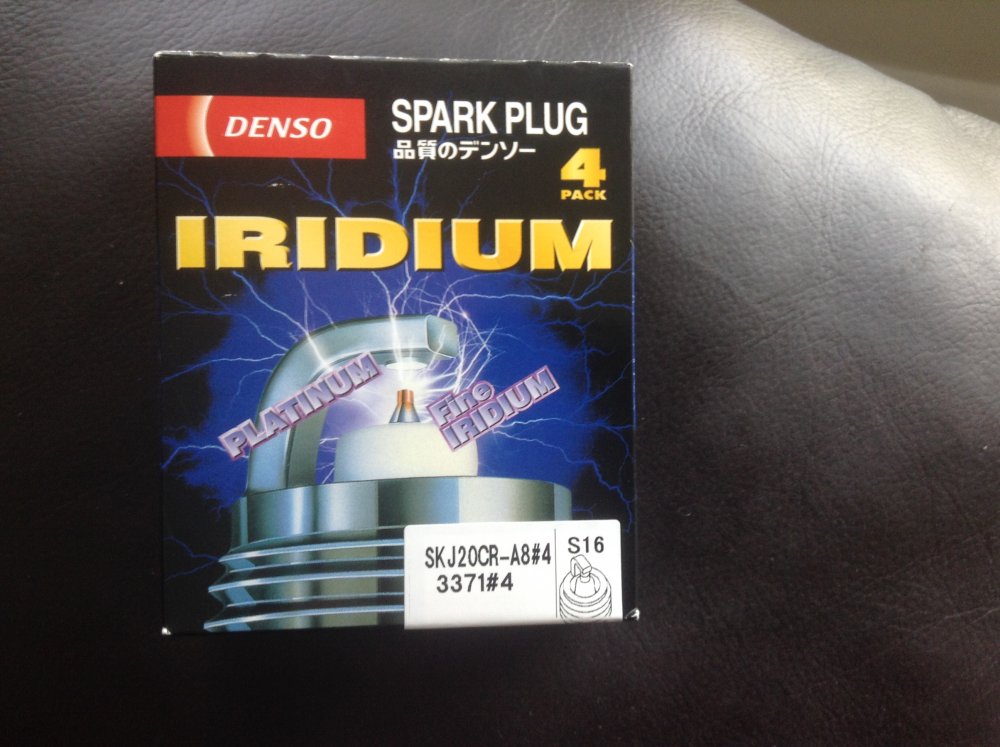 DENSO
SPARK PLUG
品質のデンソー
4
PACK
IRIDIUM
PLATINUM
Fine
IRIDIUM
SKJ20CR-A8#4
3371#4
S16